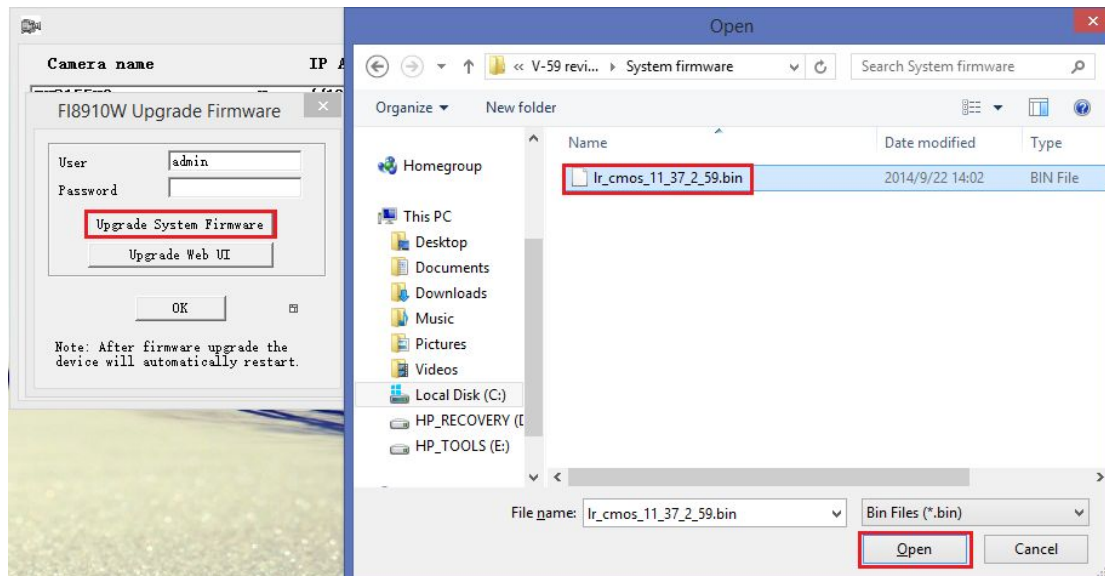 Camera name IP A
FI8910W Upgrade Firmware
User admin
Password
Upgrade System Firmware
Upgrade Web UI
OK
Note: After firmware upgrade the
device will automatically restart.
Open
« V-59 revi... System firmware
Search System firmware
Organize New folder
Name Date modified Type
lr_cmos_11_37_2_59.bin 2014/9/22 14:02 BIN File
Homegroup
This PC
Desktop
Documents
Downloads
Music
Pictures
Videos
Local Disk (C:)
HP_RECOVERY (D
HP_TOOLS (E:)
File name: lr_cmos_11_37_2_59.bin Bin Files (*.bin)
Open Cancel